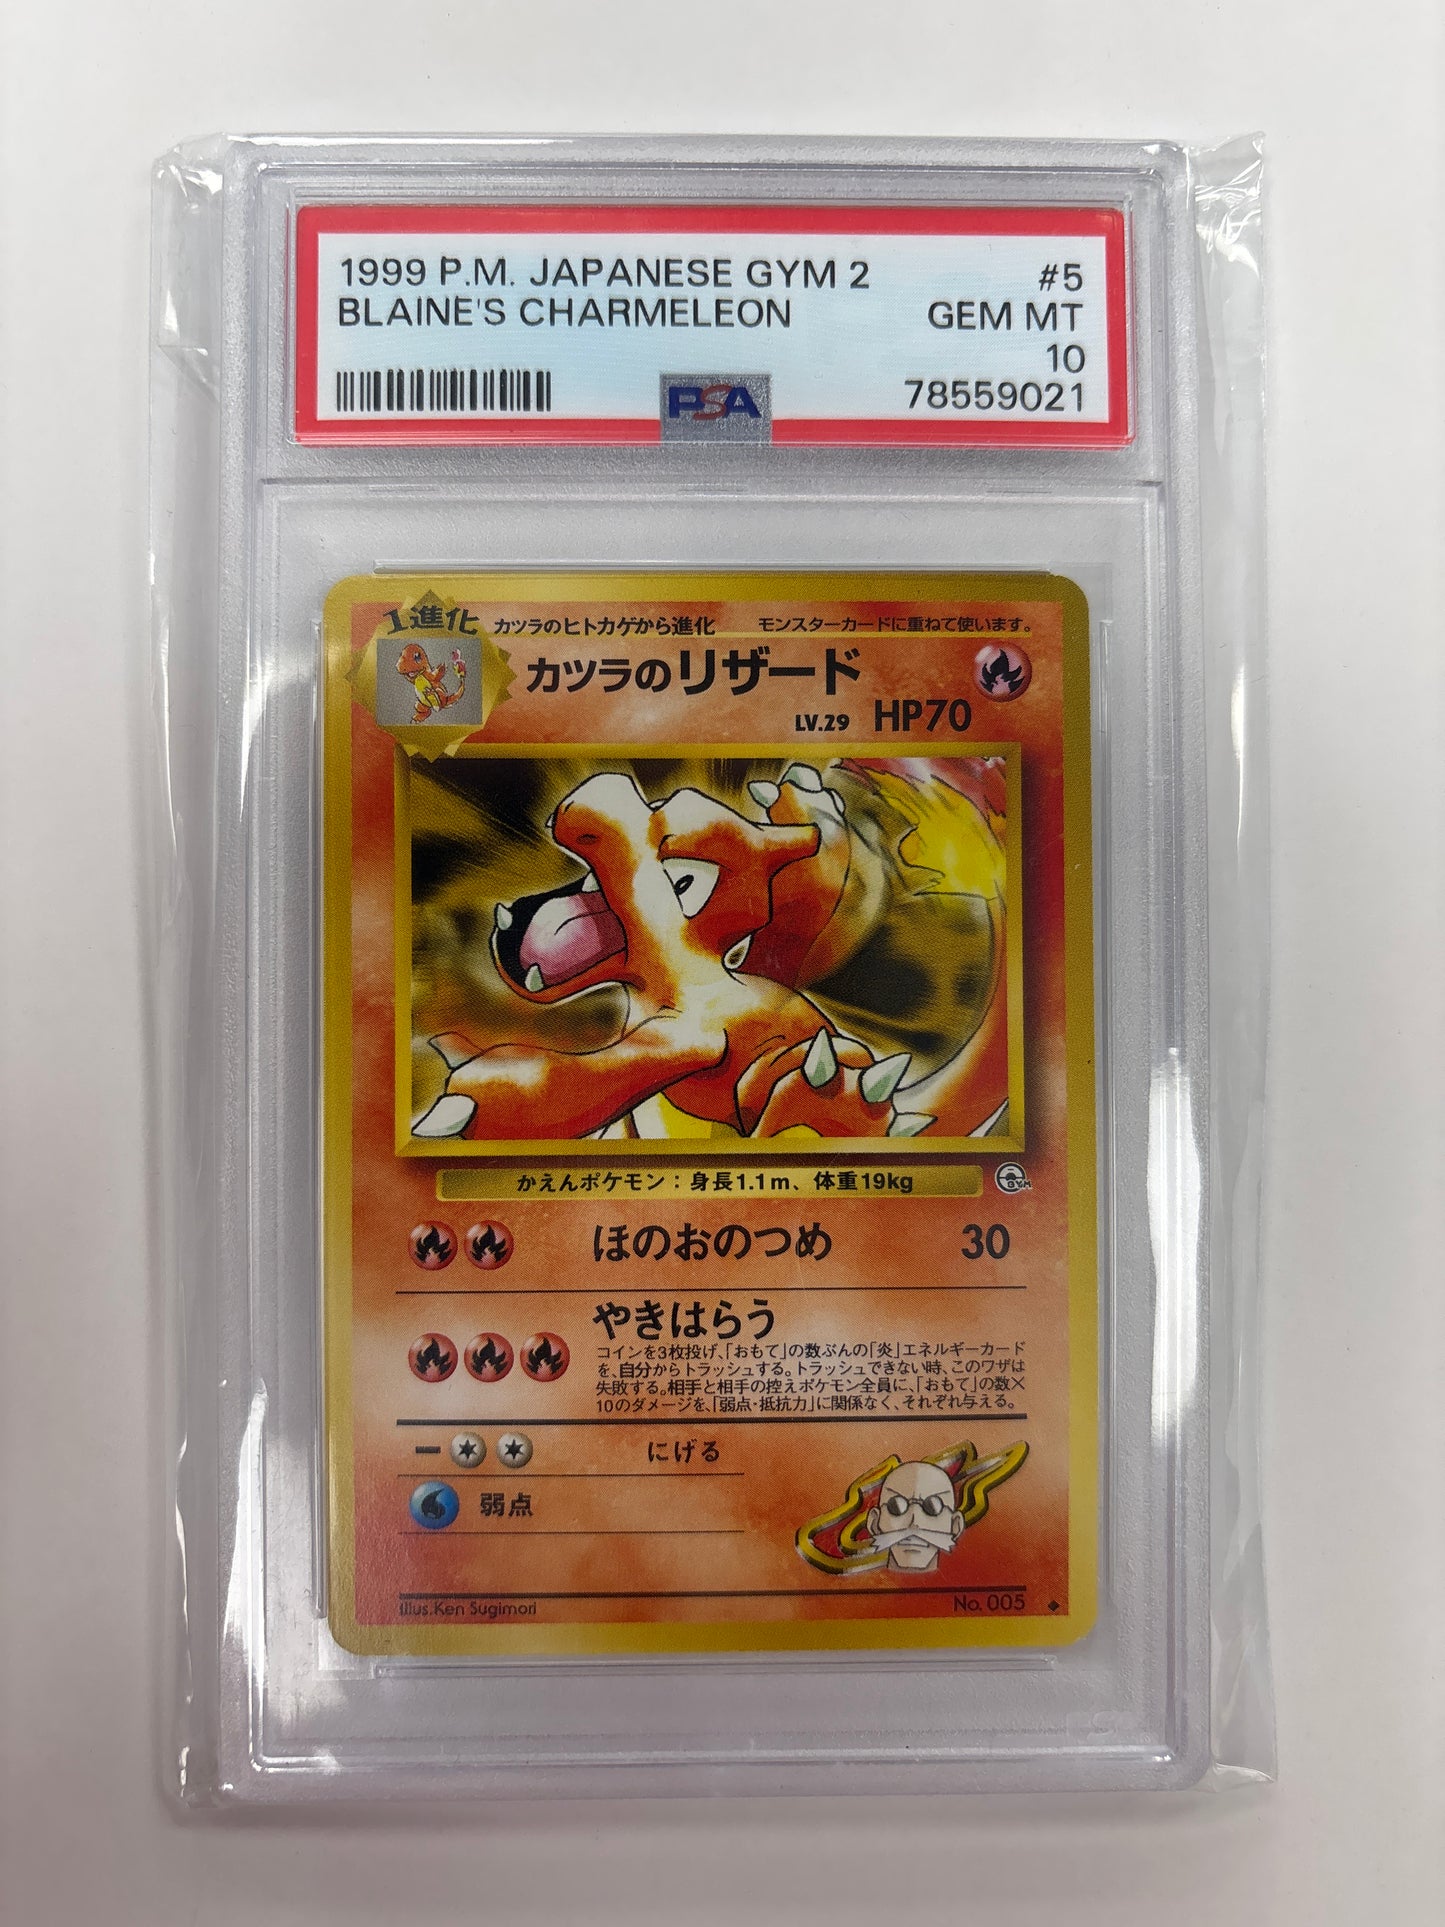 1999 P.M. JAPANESE GYM 2 #5
BLAINE'S CHARMELEON GEM MT
10
PSA 78559021
1進化 カツラのヒトカゲから進化 モンスターカードに重ねて使います。
カツラのリザード
LV.29 HP70
かえんポケモン：身長1.1m、体重19kg
GYM
ほのおのつめ 30
やきはらう
コインを3枚投げ、「おもて」の数ぶんの「炎」エネルギーカード
を、自分からトラッシュする。トラッシュできない時、このワザは
失敗する。相手と相手の控えポケモン全員に、「おもて」の数×
10のダメージを、「弱点・抵抗力」に関係なく、それぞれ与える。
にげる
弱点
Illus.Ken Sugimori No. 005
PSA